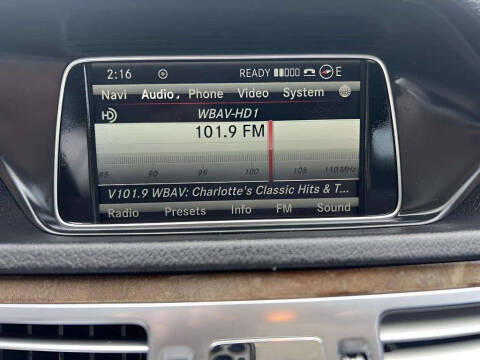 2:16 READY E
Navi Audio Phone Video System
HD WBAV-HD1
101.9 FM
85 90 95 100 105 110 MHz
V101.9 WBAV: Charlotte's Classic Hits & T...
Radio Presets Info FM Sound